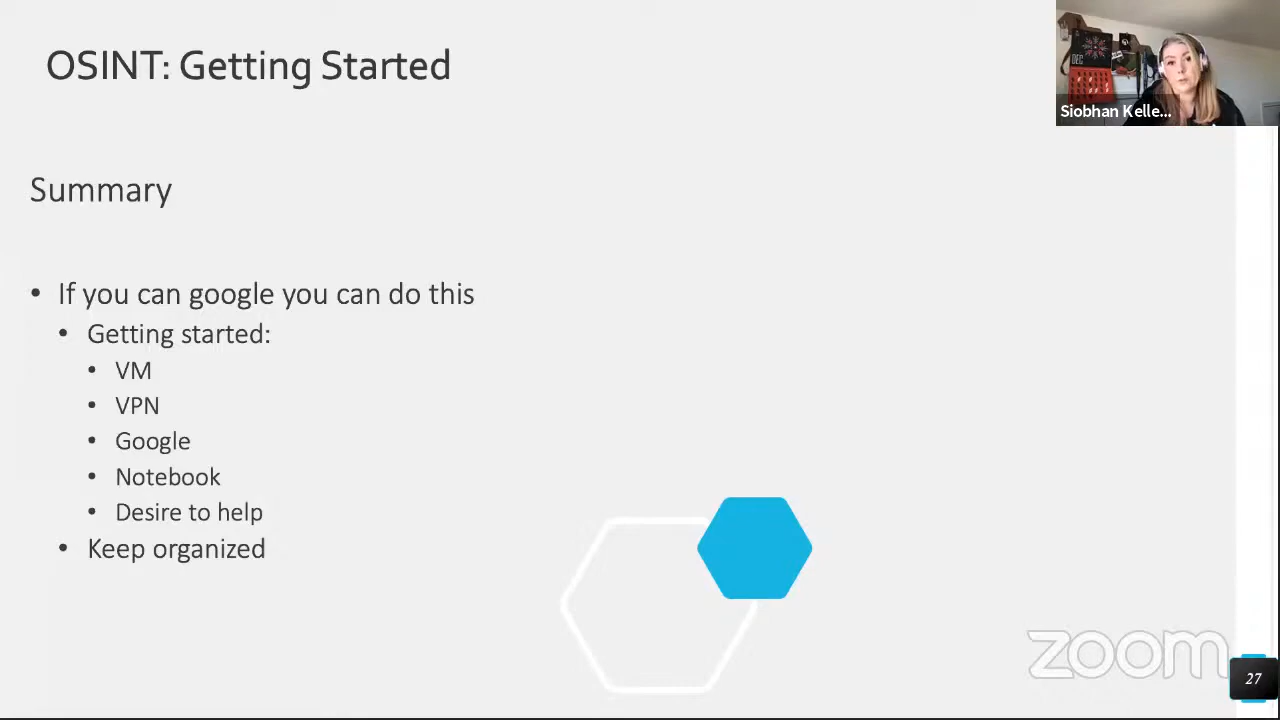 OSINT: Getting Started
DEC
Siobhan Kelle...
Summary
• If you can google you can do this
• Getting started:
• VM
• VPN
• Google
• Notebook
• Desire to help
• Keep organized
zoom
27